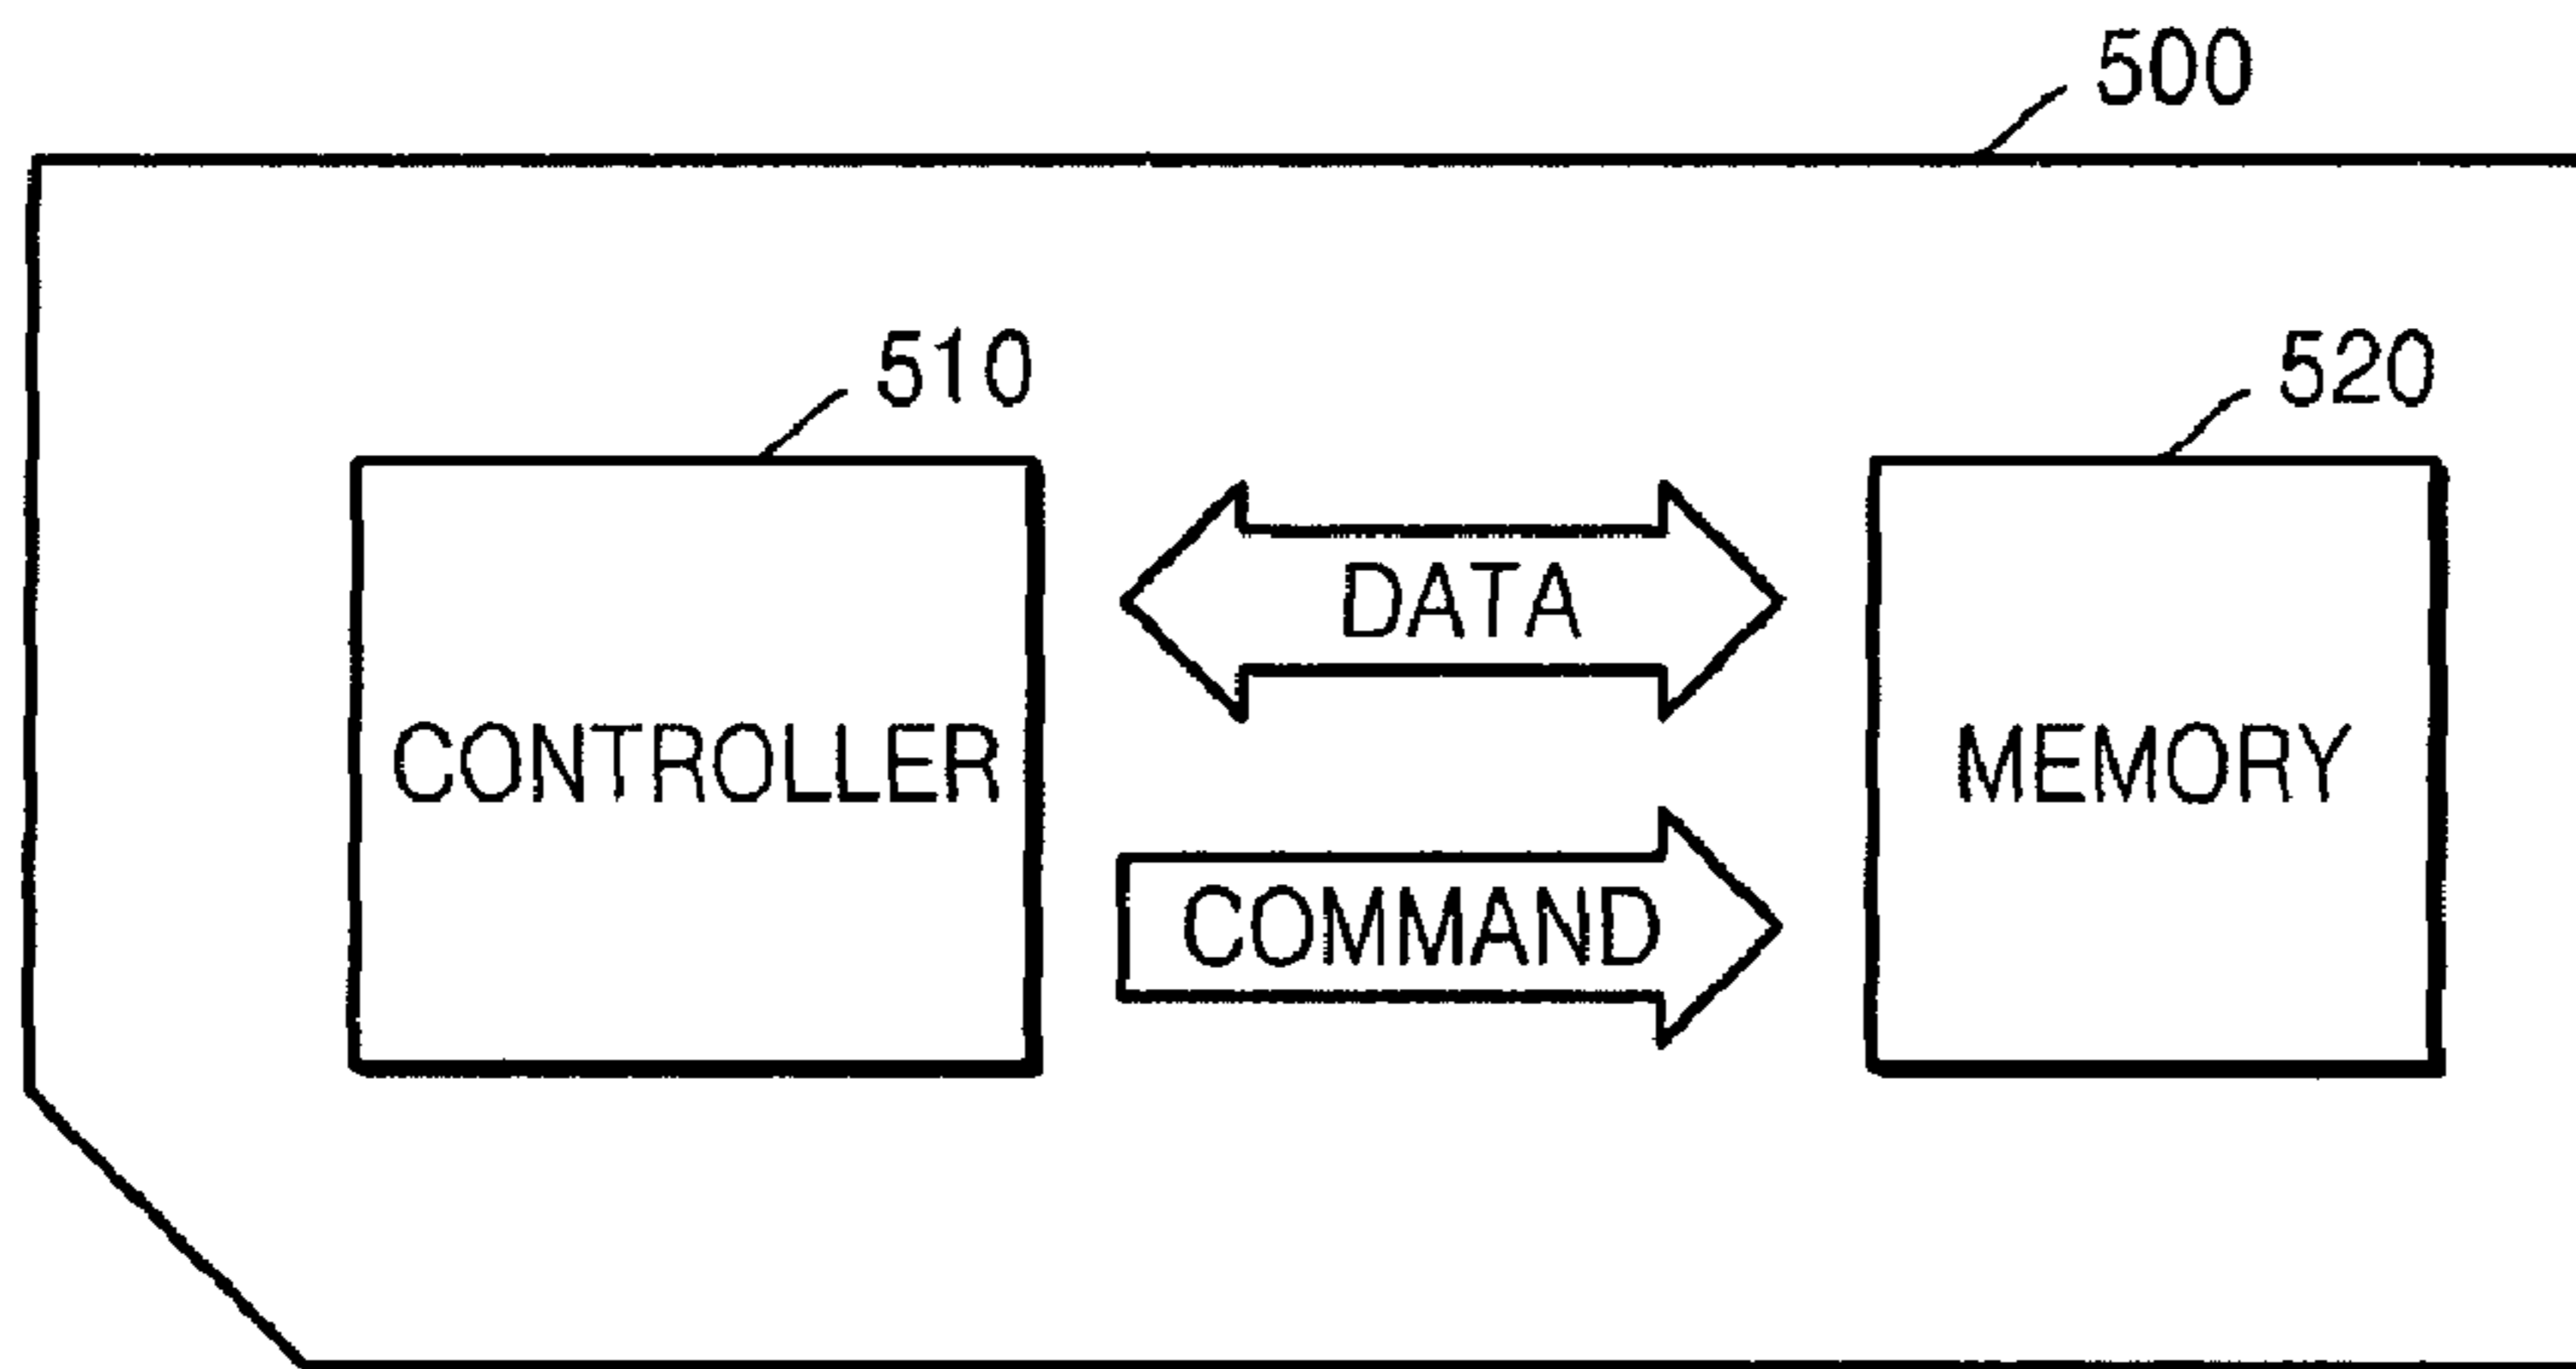 500
510
520
DATA
CONTROLLER
MEMORY
COMMAND